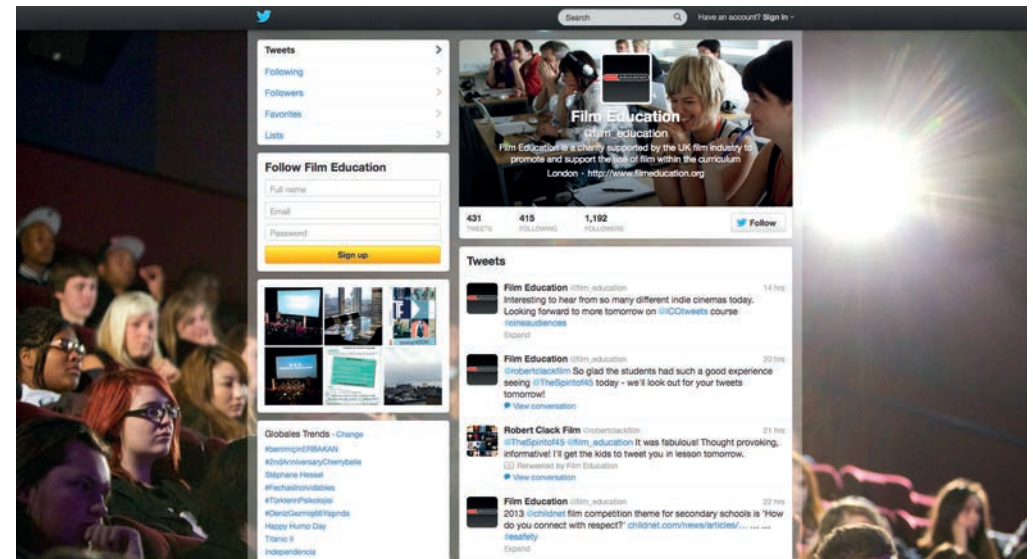 Search
Have an account? Sign in
Tweets
Following
Followers
Favorites
Lists
Follow Film Education
Full name
Email
Password
Sign up
Globales Trends · Change
#benimiçinERBAKAN
#2ndAnniversaryCherrybelle
Stéphane Hessel
#FechasInolvidables
#TürklerinPsikolojisi
#DenizGezmiş66Yaşında
Happy Hump Day
Titanic II
Independencia
Film Education
@film_education
Film Education is a charity supported by the UK film industry to
promote and support the use of film within the curriculum
London · http://www.filmeducation.org
431
TWEETS
415
FOLLOWING
1,192
FOLLOWERS
Follow
Tweets
Film Education @film_education 14 hrs
Interesting to hear from so many different indie cinemas today.
Looking forward to more tomorrow on @ICOtweets course
#cineaudiences
Expand
Film Education @film_education 20 hrs
@robertclackfilm So glad the students had such a good experience
seeing @TheSpiritof45 today - we'll look out for your tweets
tomorrow!
View conversation
Robert Clack Film @robertclackfilm 21 hrs
@TheSpiritof45 @film_education It was fabulous! Thought provoking,
informative! I'll get the kids to tweet you in lesson tomorrow.
Retweeted by Film Education
View conversation
Film Education @film_education 22 hrs
2013 @childnet film competition theme for secondary schools is 'How
do you connect with respect?' childnet.com/news/articles/... ... ...
#esafety
Expand